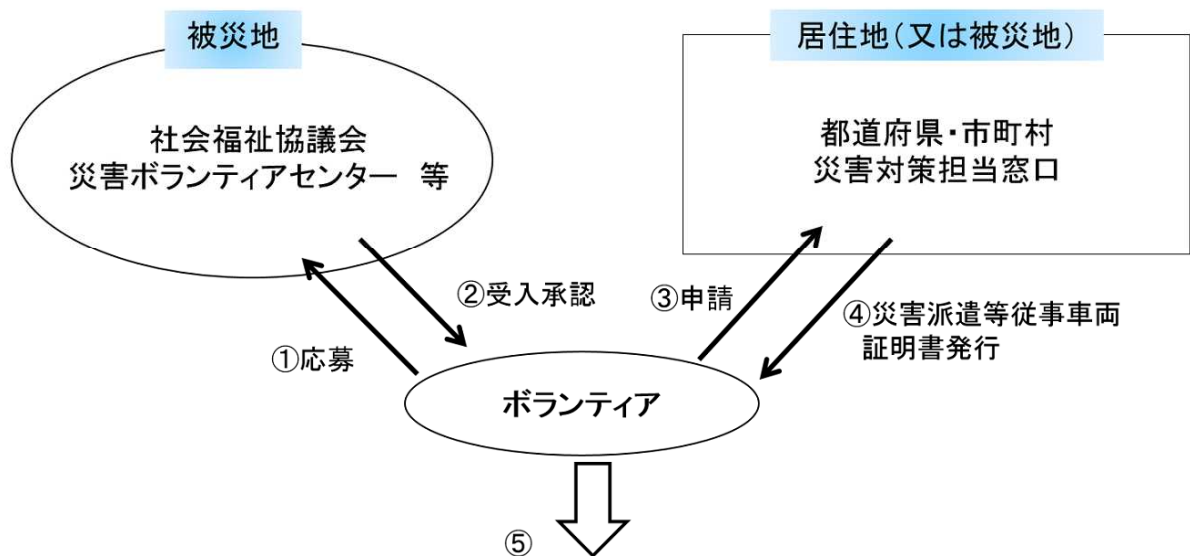 被災地
社会福祉協議会
災害ボランティアセンター 等
居住地(又は被災地)
都道府県・市町村
災害対策担当窓口
①応募
②受入承認
③申請
④災害派遣等従事車両
証明書発行
ボランティア
⑤